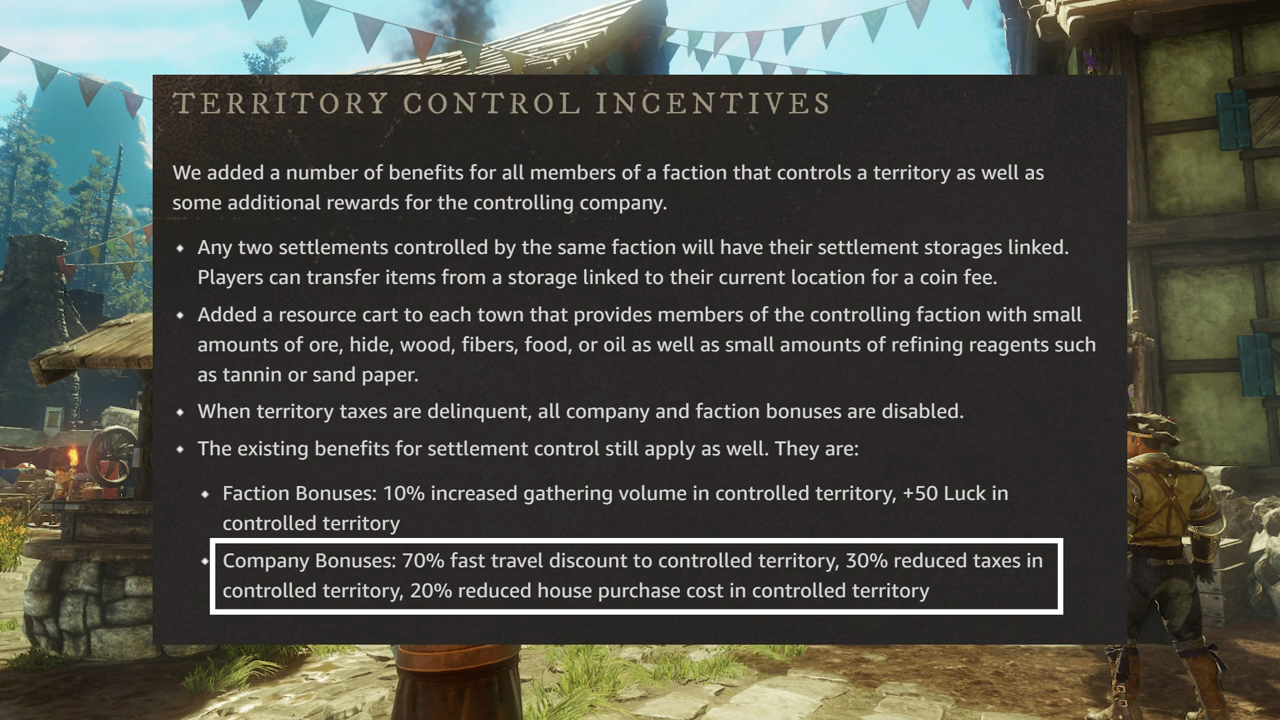 TERRITORY CONTROL INCENTIVES
We added a number of benefits for all members of a faction that controls a territory as well as
some additional rewards for the controlling company.
Any two settlements controlled by the same faction will have their settlement storages linked.
Players can transfer items from a storage linked to their current location for a coin fee.
Added a resource cart to each town that provides members of the controlling faction with small
amounts of ore, hide, wood, fibers, food, or oil as well as small amounts of refining reagents such
as tannin or sand paper.
When territory taxes are delinquent, all company and faction bonuses are disabled.
The existing benefits for settlement control still apply as well. They are:
Faction Bonuses: 10% increased gathering volume in controlled territory, +50 Luck in
controlled territory
Company Bonuses: 70% fast travel discount to controlled territory, 30% reduced taxes in
controlled territory, 20% reduced house purchase cost in controlled territory